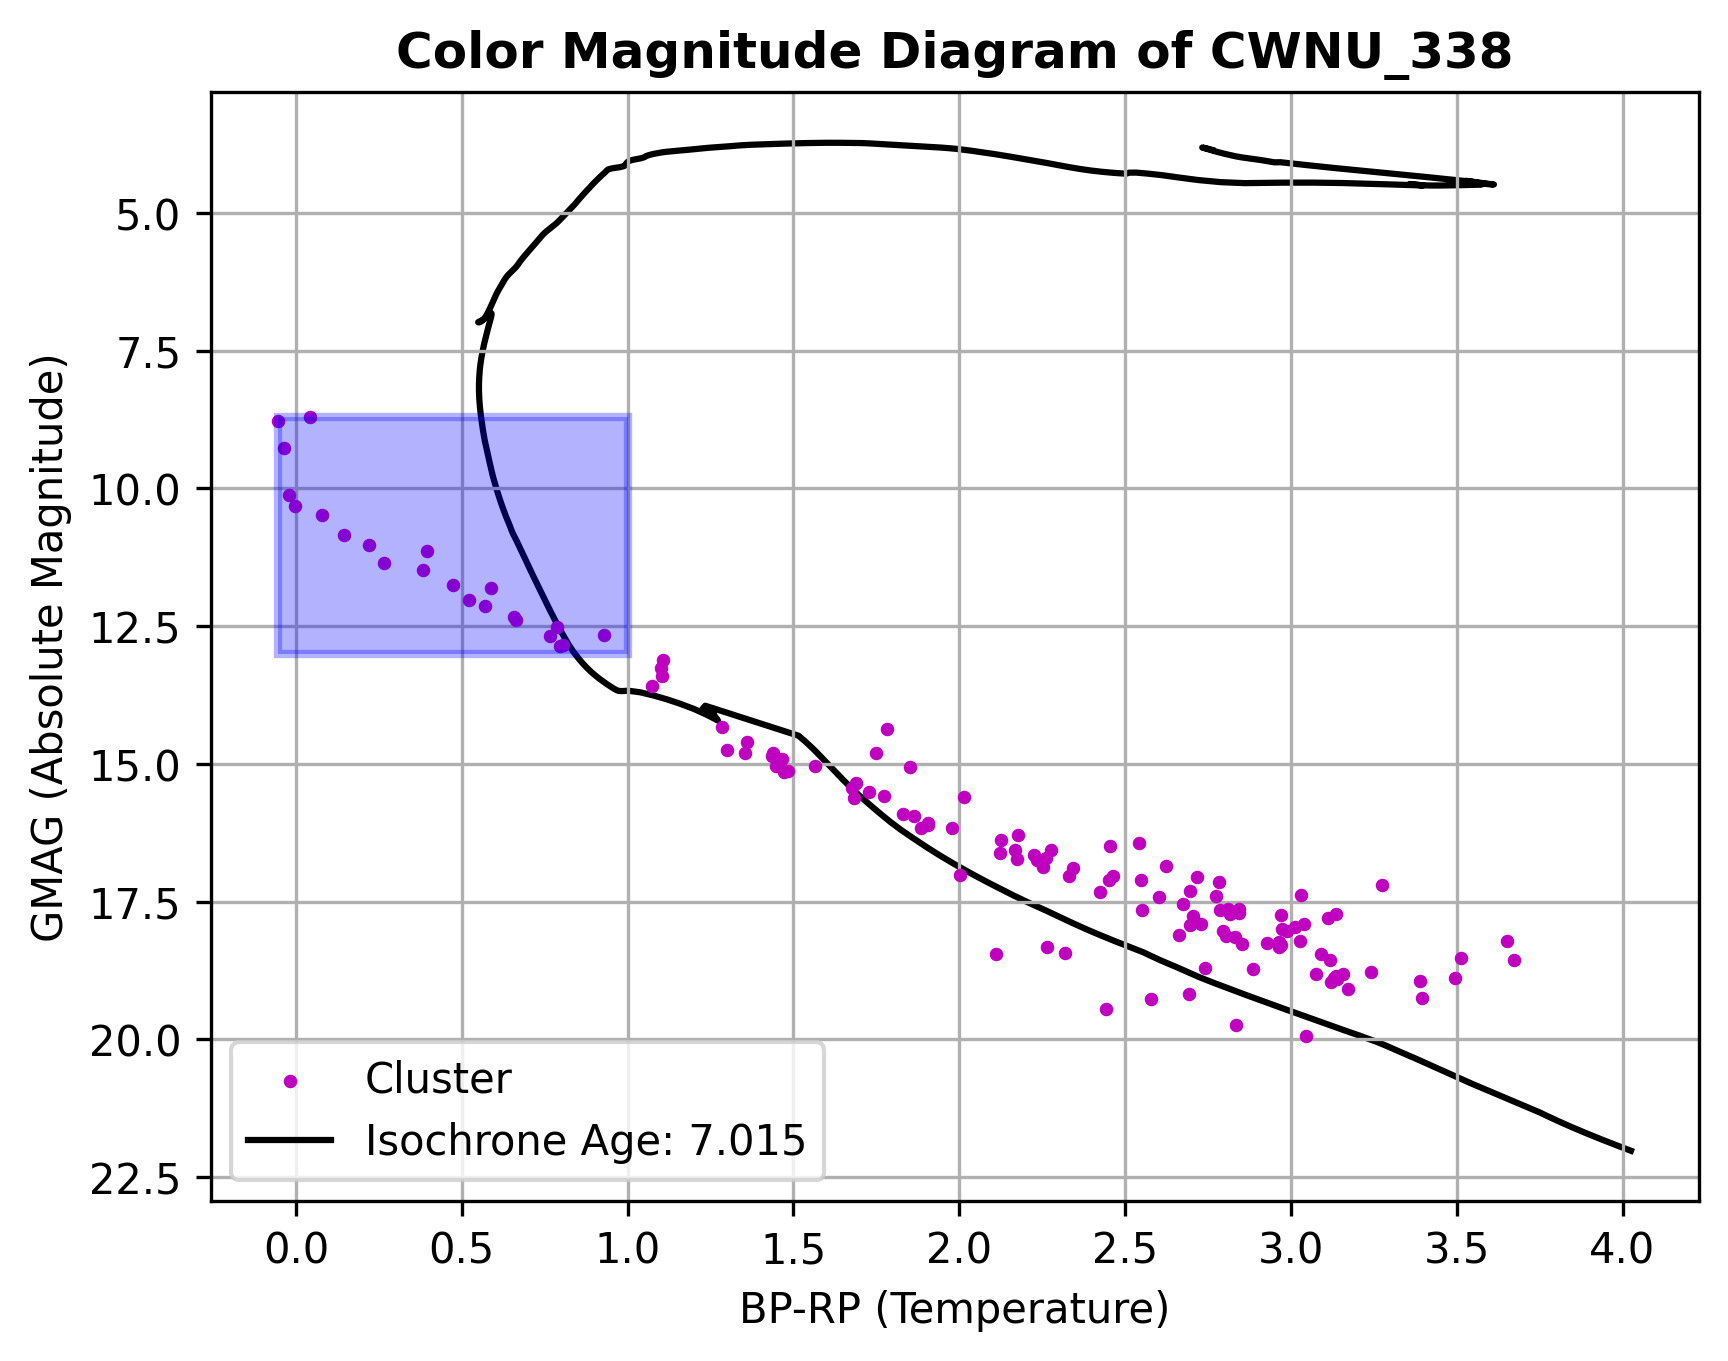 Color Magnitude Diagram of CWNU_338
GMAG (Absolute Magnitude)
5.0
7.5
10.0
12.5
15.0
17.5
20.0
22.5
Cluster
Isochrone Age: 7.015
0.0 0.5 1.0 1.5 2.0 2.5 3.0 3.5 4.0
BP-RP (Temperature)